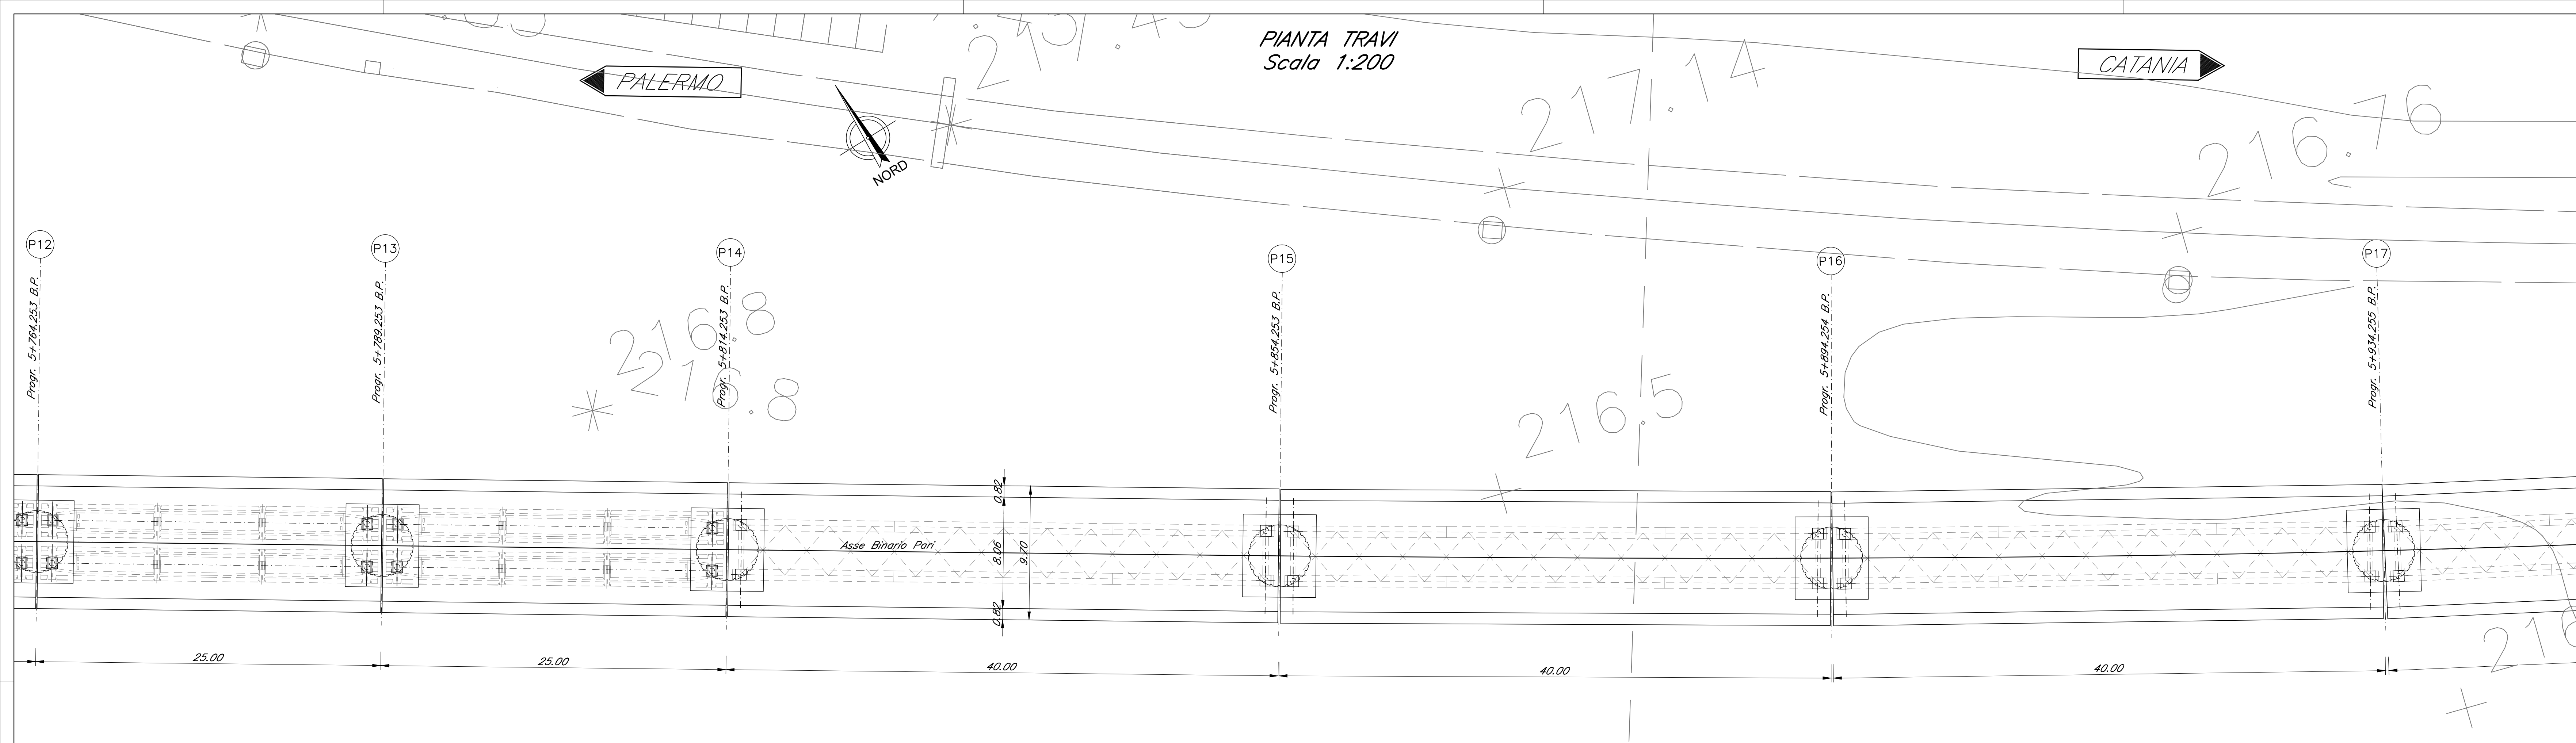 PIANTA TRAVI
Scala 1:200
PALERMO
CATANIA
NORD
217.14
216.76
P12
P13
P14
P15
P16
P17
Progr. 5+764.253 B.P.
Progr. 5+789.253 B.P.
Progr. 5+814.253 B.P.
Progr. 5+854.253 B.P.
Progr. 5+894.254 B.P.
Progr. 5+934.255 B.P.
216.8
216.8
216.5
0.82
8.06
9.70
0.82
Asse Binario Pari
25.00
25.00
40.00
40.00
40.00